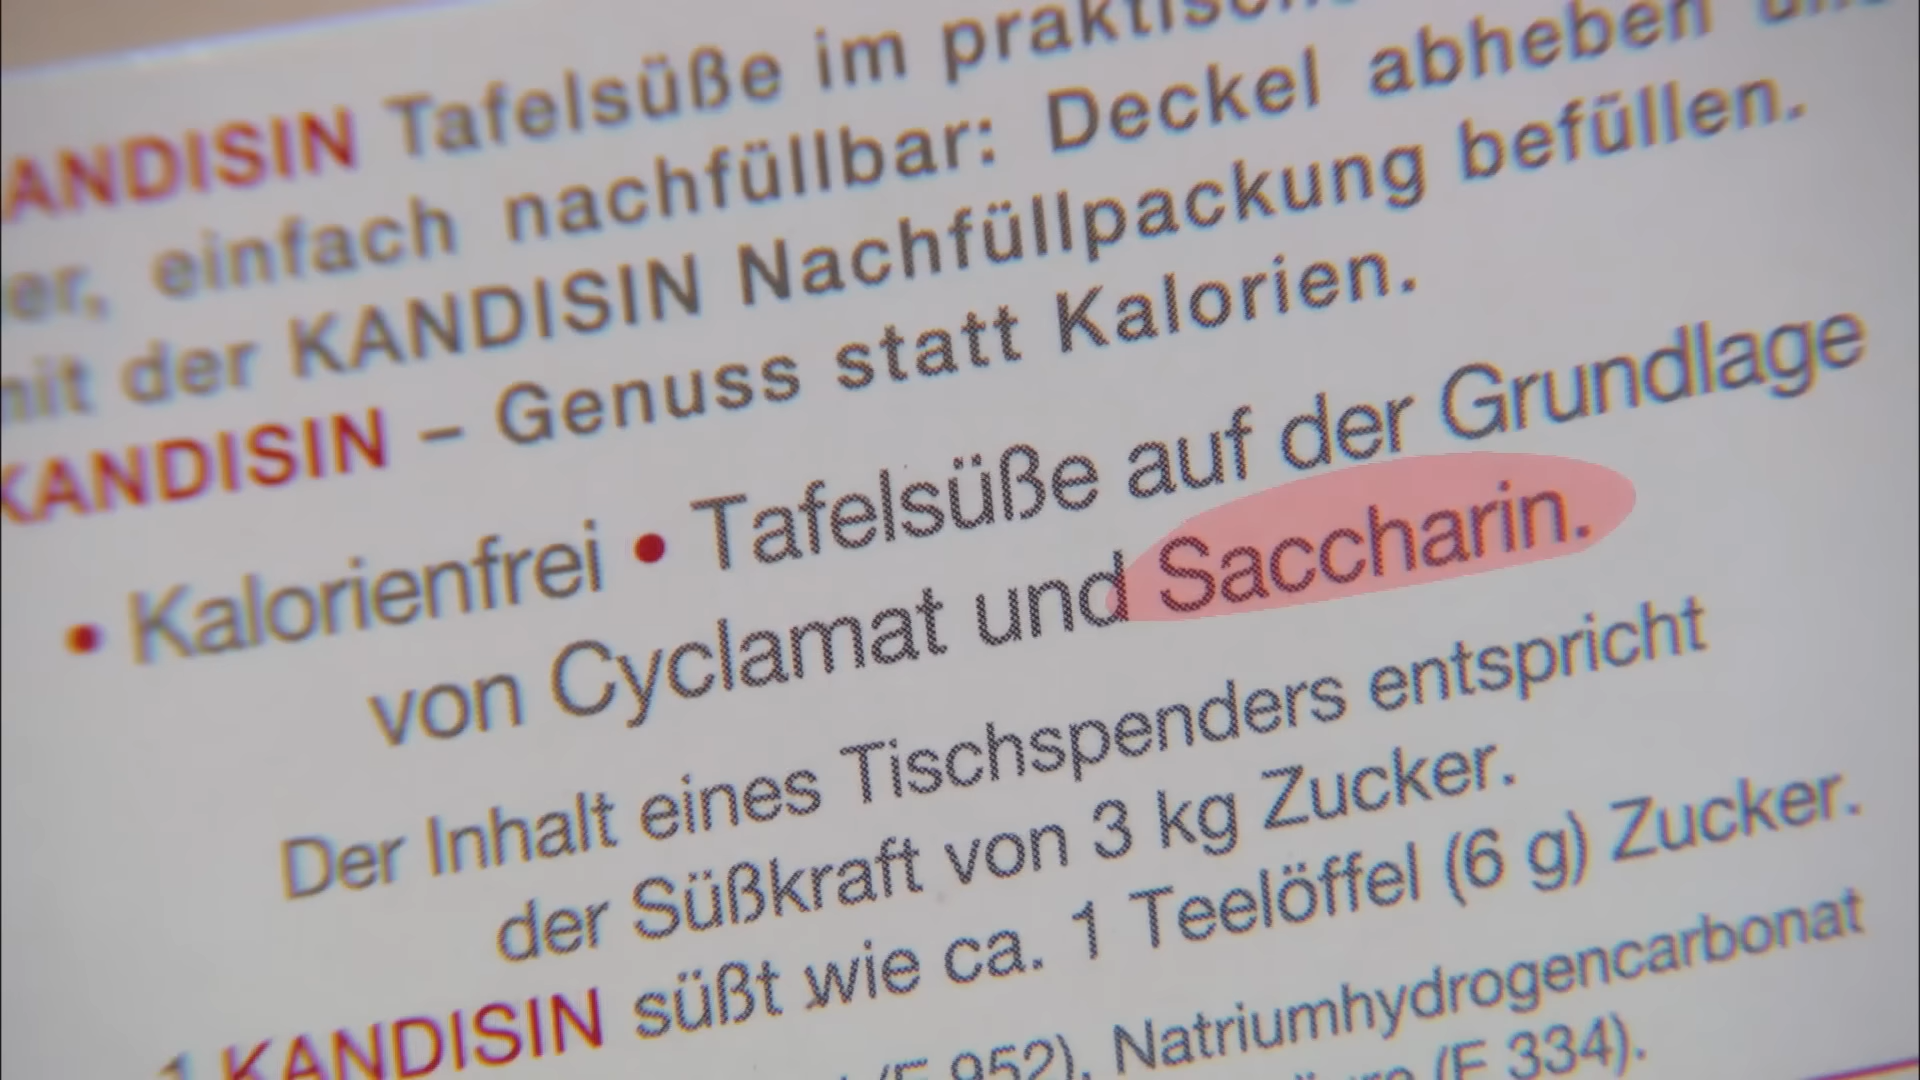 KANDISIN Tafelsüße im
einfach nachfüllbar: Deckel abheben
mit der KANDISIN Nachfüllpackung befüllen.
KANDISIN – Genuss statt Kalorien.
• Kalorienfrei • Tafelsüße auf der Grundlage
von Cyclamat und Saccharin.
Der Inhalt eines Tischspenders entspricht
der Süßkraft von 3 kg Zucker.
1 KANDISIN süßt wie ca. 1 Teelöffel (6 g) Zucker.
(E 952), Natriumhydrogencarbonat
(E 334).